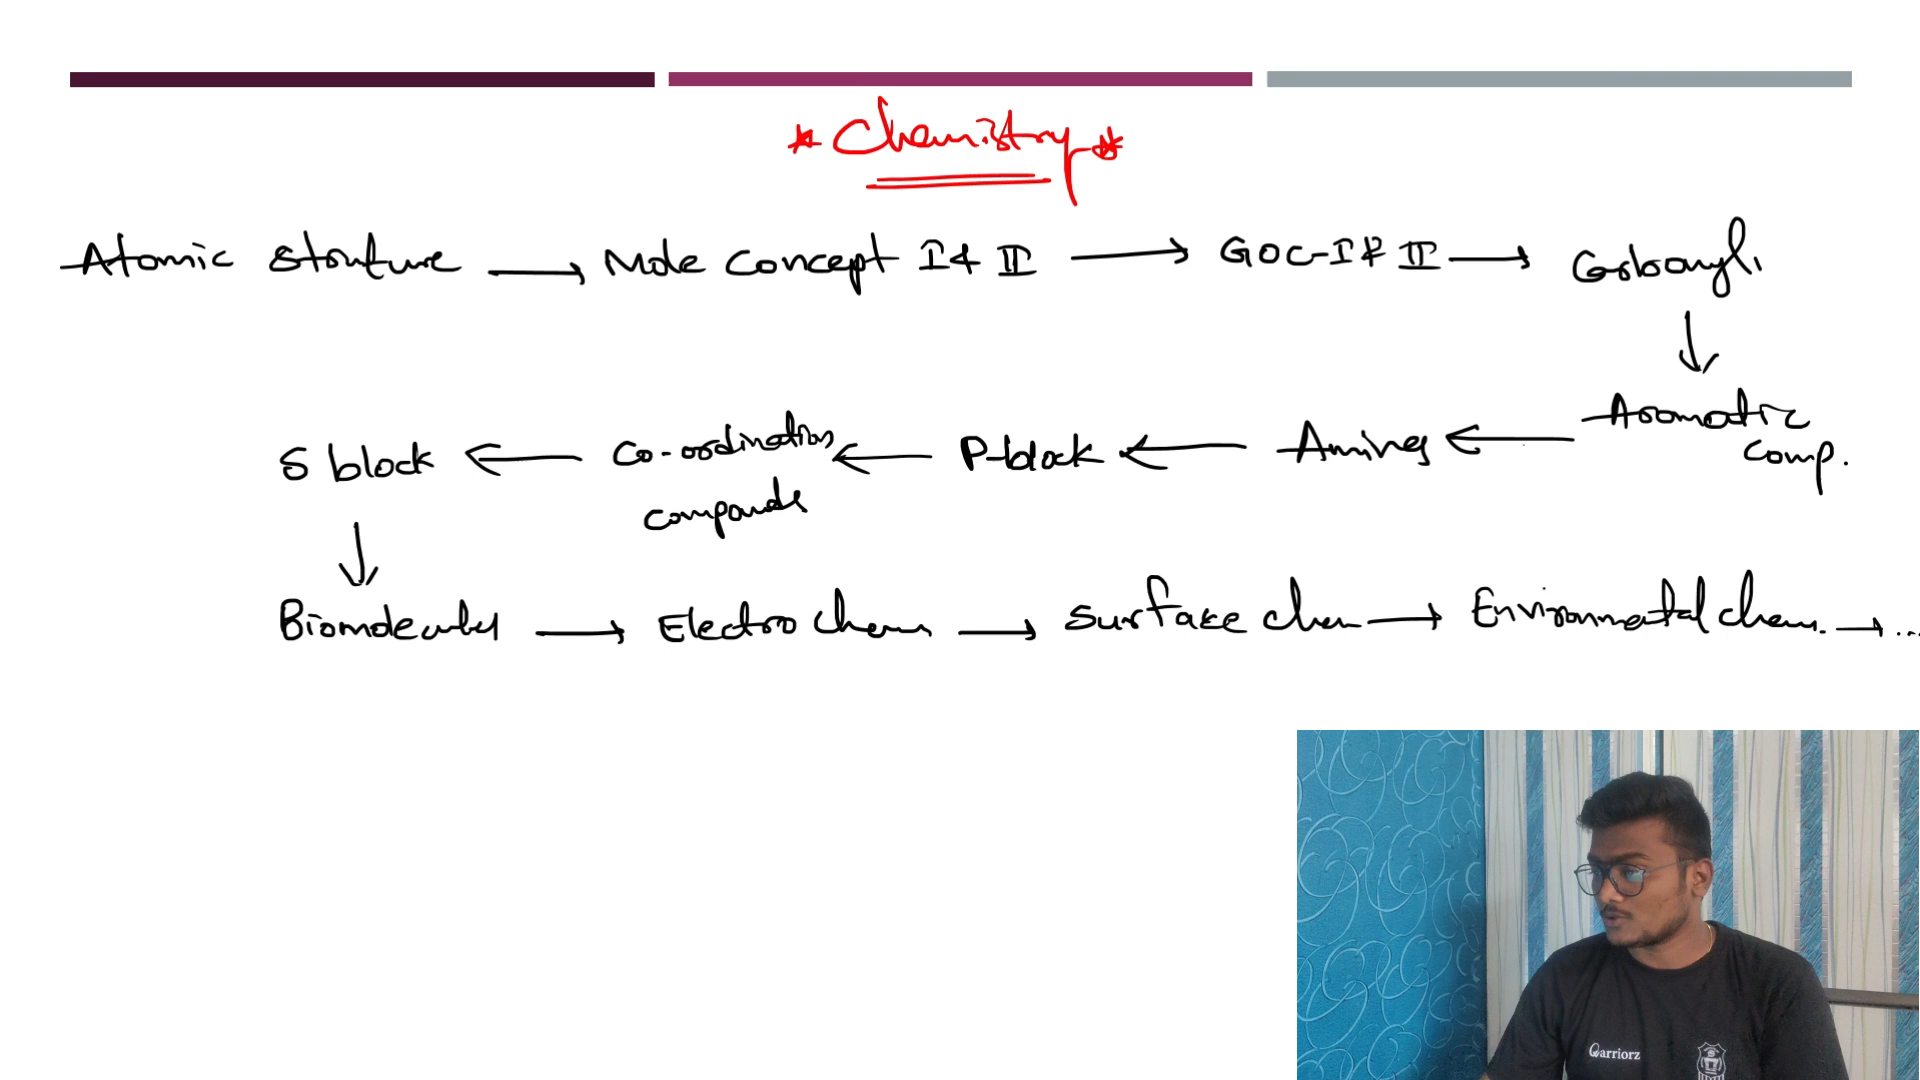 * Chemistry *
Atomic structure → Mole concept I & II → GOC-I & II → Carbonyl,
↓
S block ← Co-ordination compounds ← P-block ← Amines ← Aromatic comp.
↓
Biomolecules → Electro chem → Surface chem → Environmental chem. → ...
Qarriorz